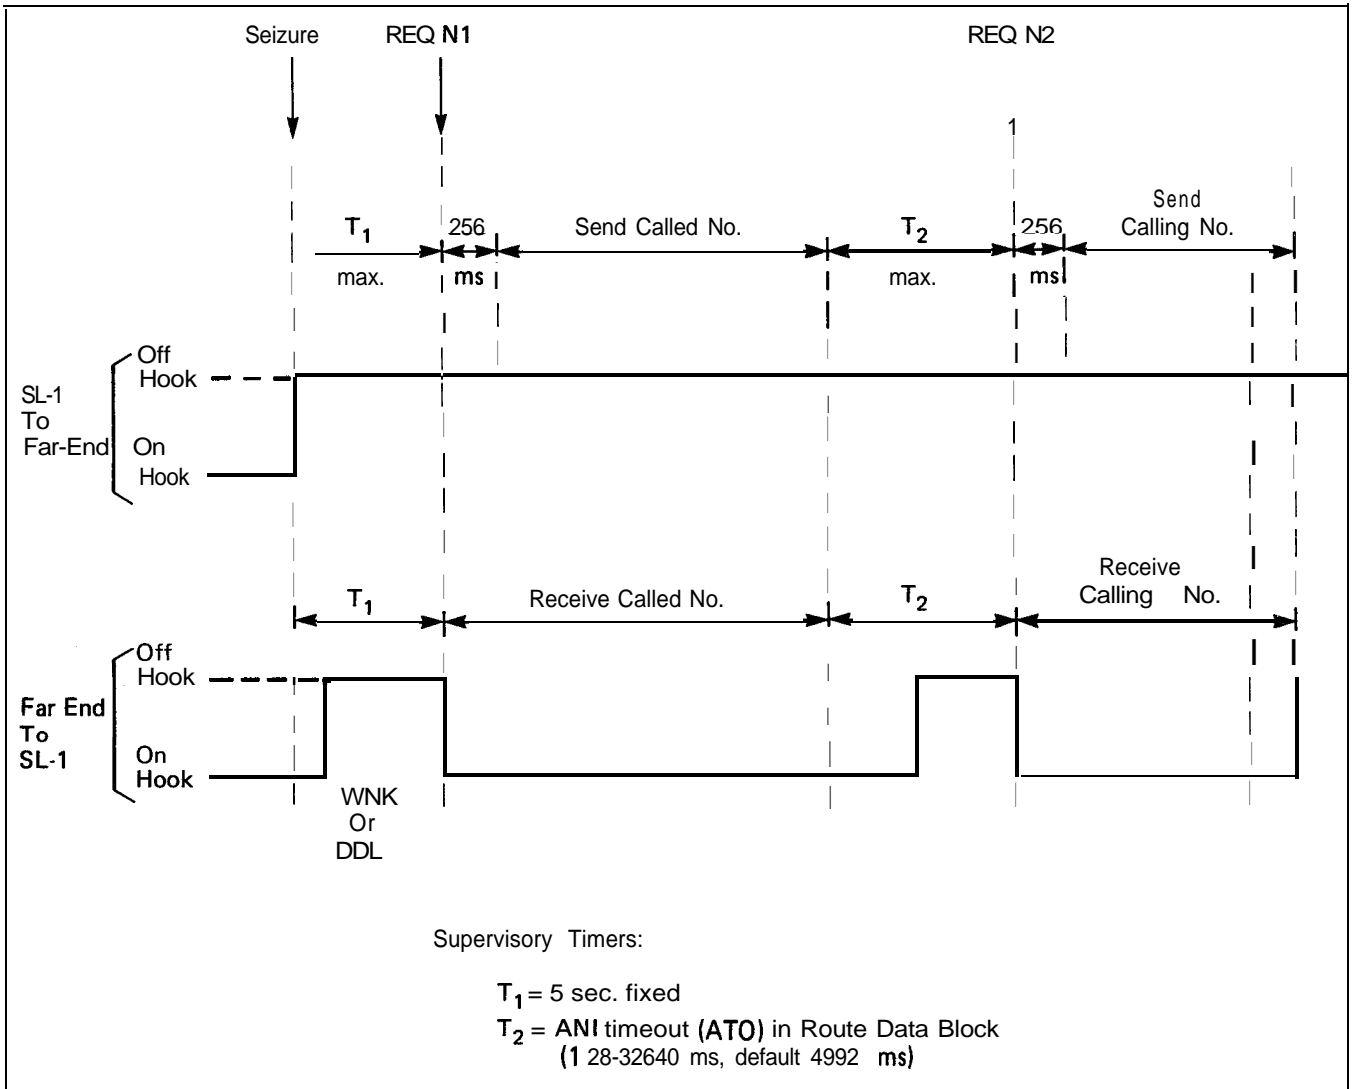 Seizure REQ N1 REQ N2
1
T1 256 Send Called No. T2 256 Send
Calling No.
max. ms max. ms
Off
Hook
SL-1
To
Far-End
On
Hook
T1 Receive Called No. T2 Receive
Calling No.
Off
Hook
Far End
To
SL-1
On
Hook
WNK
Or
DDL
Supervisory Timers:
T1 = 5 sec. fixed
T2 = ANI timeout (ATO) in Route Data Block
(1 28-32640 ms, default 4992 ms)